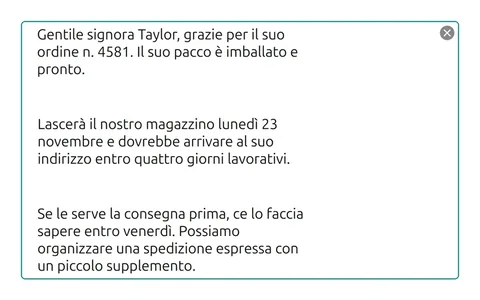 Gentile signora Taylor, grazie per il suo
ordine n. 4581. Il suo pacco è imballato e
pronto.
Lascerà il nostro magazzino lunedì 23
novembre e dovrebbe arrivare al suo
indirizzo entro quattro giorni lavorativi.
Se le serve la consegna prima, ce lo faccia
sapere entro venerdì. Possiamo
organizzare una spedizione espressa con
un piccolo supplemento.